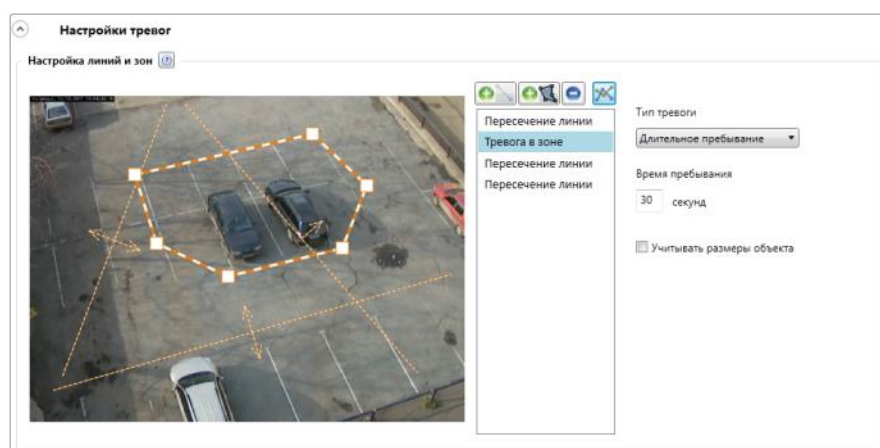 Настройки тревог
Настройка линий и зон
Пересечение линии
Тревога в зоне
Пересечение линии
Пересечение линии
Тип тревоги
Длительное пребывание
Время пребывания
30 секунд
Учитывать размеры объекта